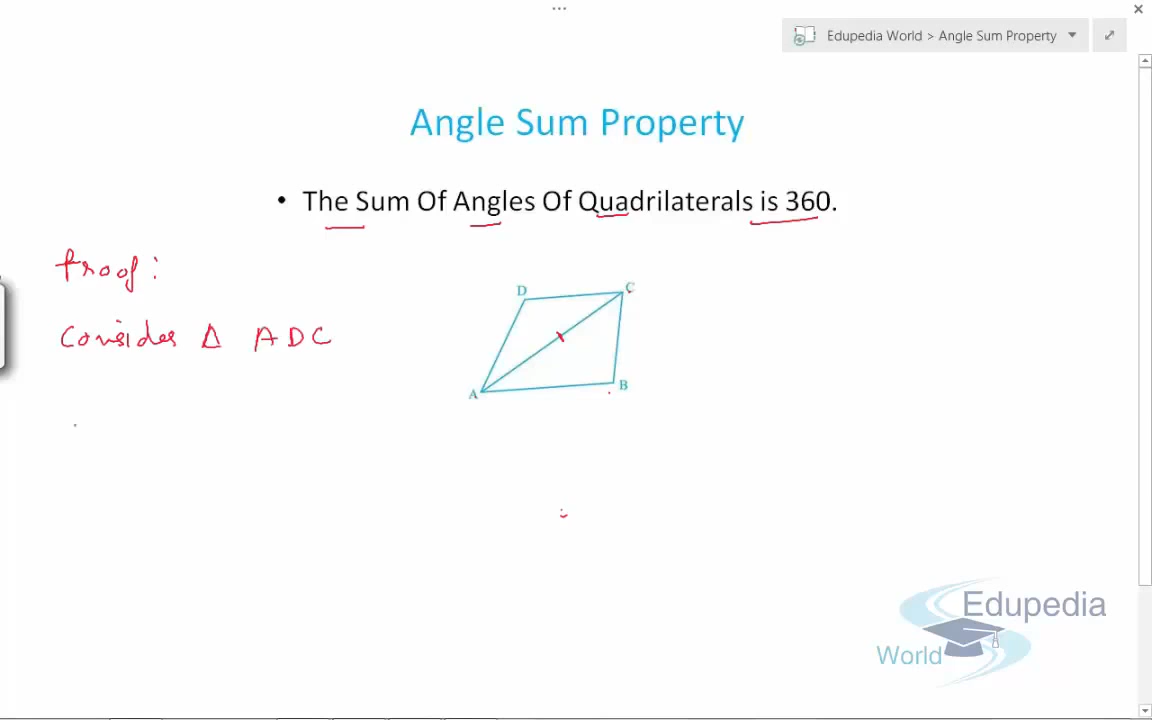 Edupedia World > Angle Sum Property
Angle Sum Property
• The Sum Of Angles Of Quadrilaterals is 360.
Proof:
Consider Δ ADC
D
C
A
B
Edupedia
World